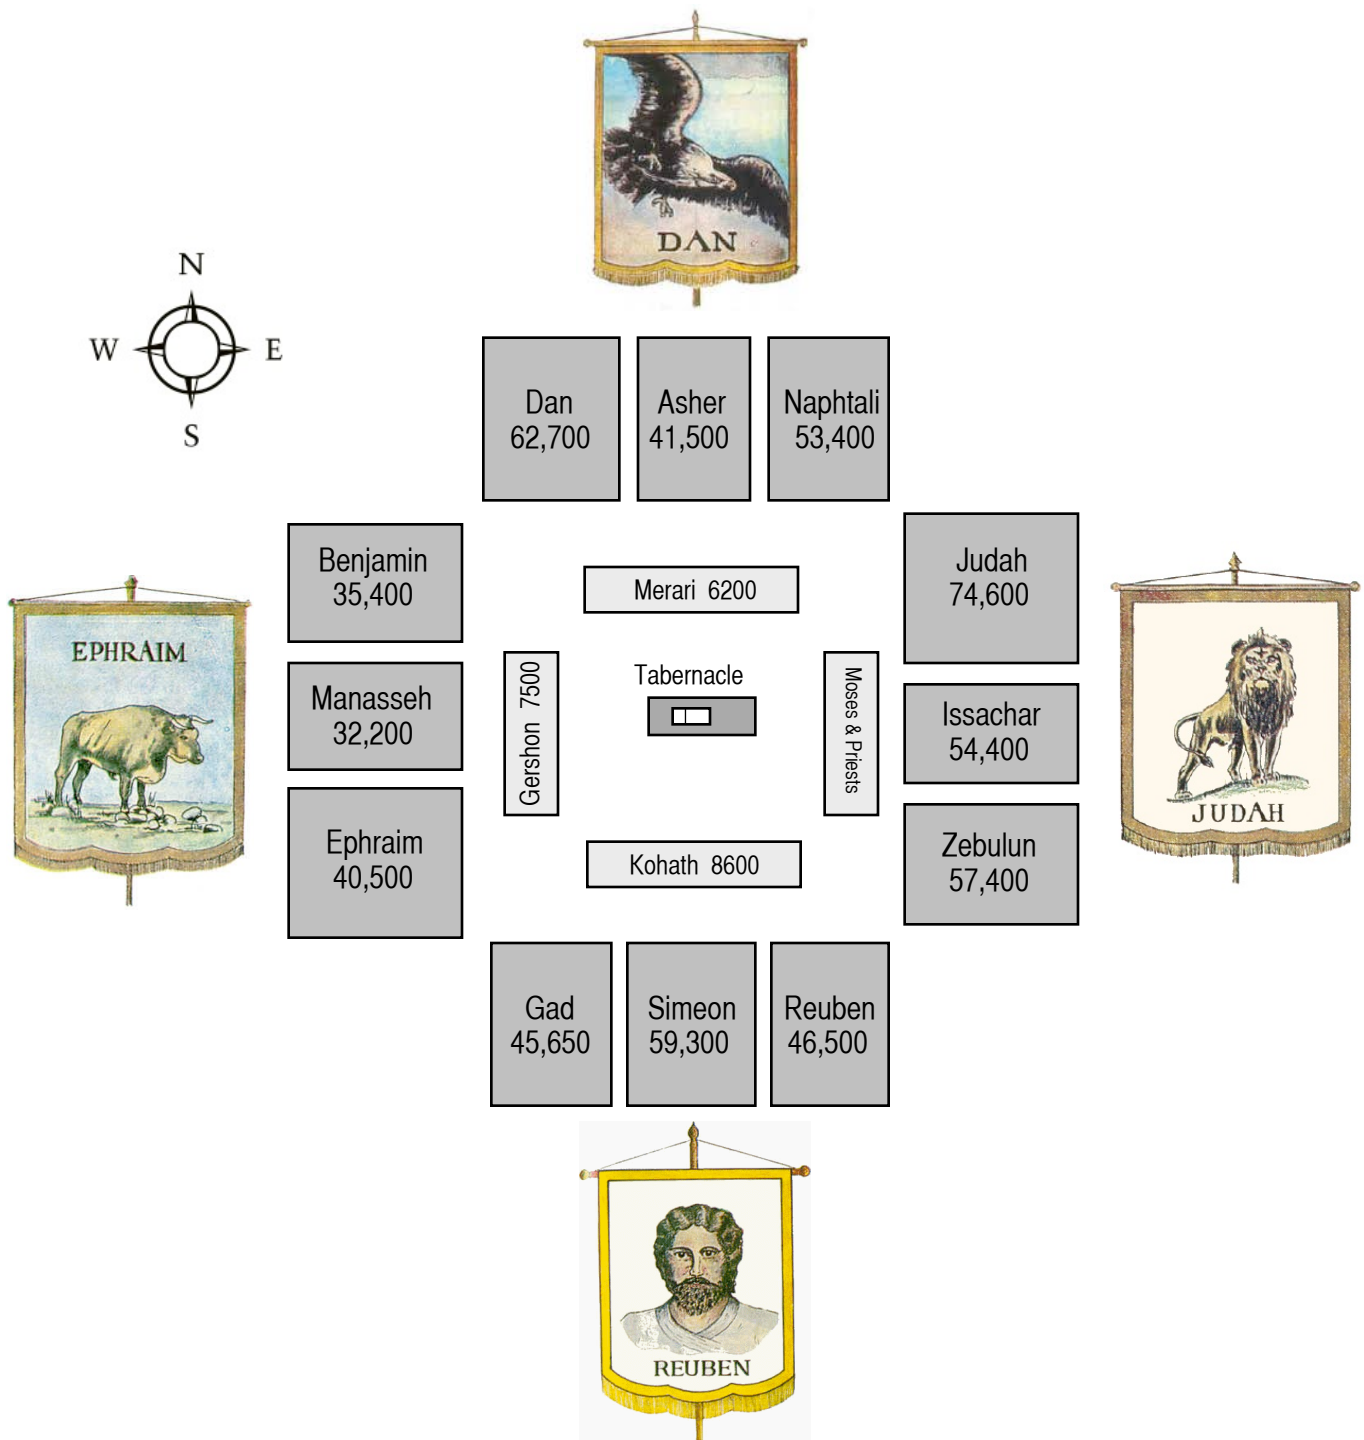 DAN
N
W E
S
Dan
62,700
Asher
41,500
Naphtali
53,400
Benjamin
35,400
Merari 6200
Judah
74,600
EPHRAIM
Manasseh
32,200
Gershon 7500
Tabernacle
Moses & Priests
Issachar
54,400
JUDAH
Ephraim
40,500
Kohath 8600
Zebulun
57,400
Gad
45,650
Simeon
59,300
Reuben
46,500
REUBEN